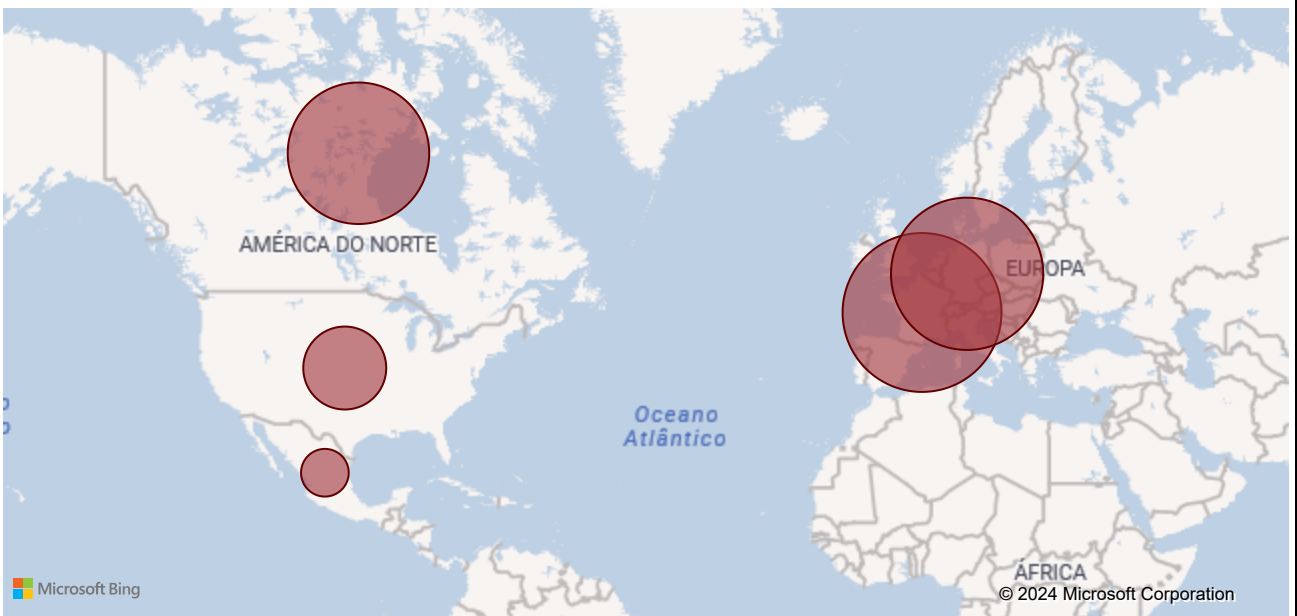 AMÉRICA DO NORTE
EUROPA
Oceano
Atlântico
ÁFRICA
Microsoft Bing
© 2024 Microsoft Corporation